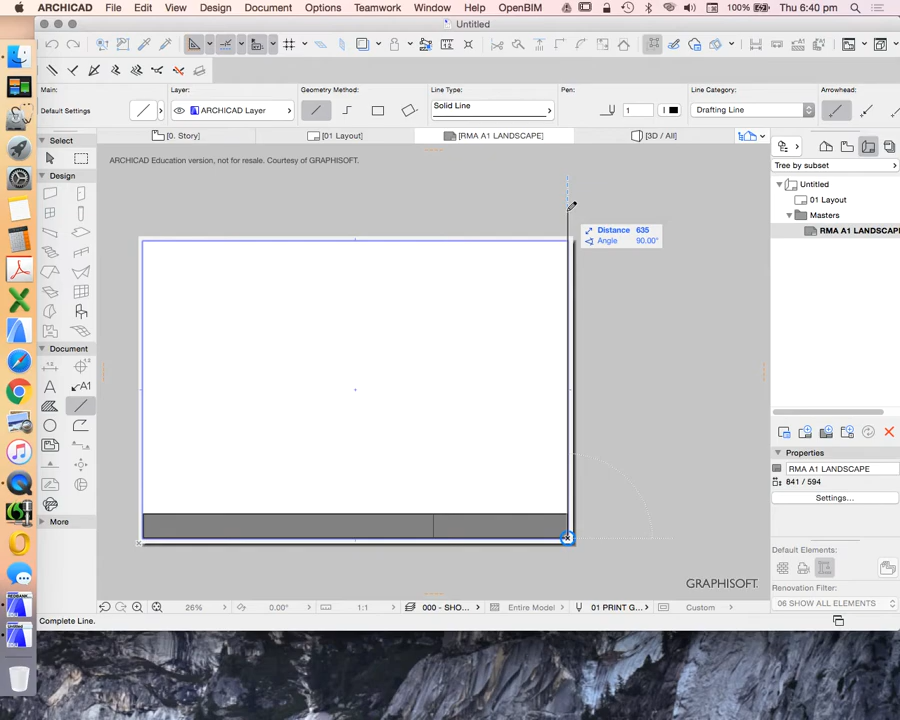 ARCHICAD File Edit View Design Document Options Teamwork Window Help OpenBIM 100% Thu 6:40 pm
Untitled
Main: Layer: Geometry Method: Line Type: Pen: Line Category: Arrowhead:
Default Settings ARCHICAD Layer Solid Line 1 Drafting Line
Select [0. Story] [01 Layout] [RMA A1 LANDSCAPE] [3D / All]
ARCHICAD Education version, not for resale. Courtesy of GRAPHISOFT.
Tree by subset
Design
Untitled
01 Layout
Masters
RMA A1 LANDSCAPE
Distance 635
Angle 90.00°
Document
A A1
Properties
RMA A1 LANDSCAPE
841 / 594
Settings...
More
Default Elements:
GRAPHISOFT.
Renovation Filter:
26% 0.00° 1:1 000 - SHO... Entire Model 01 PRINT G... Custom 06 SHOW ALL ELEMENTS
Complete Line.